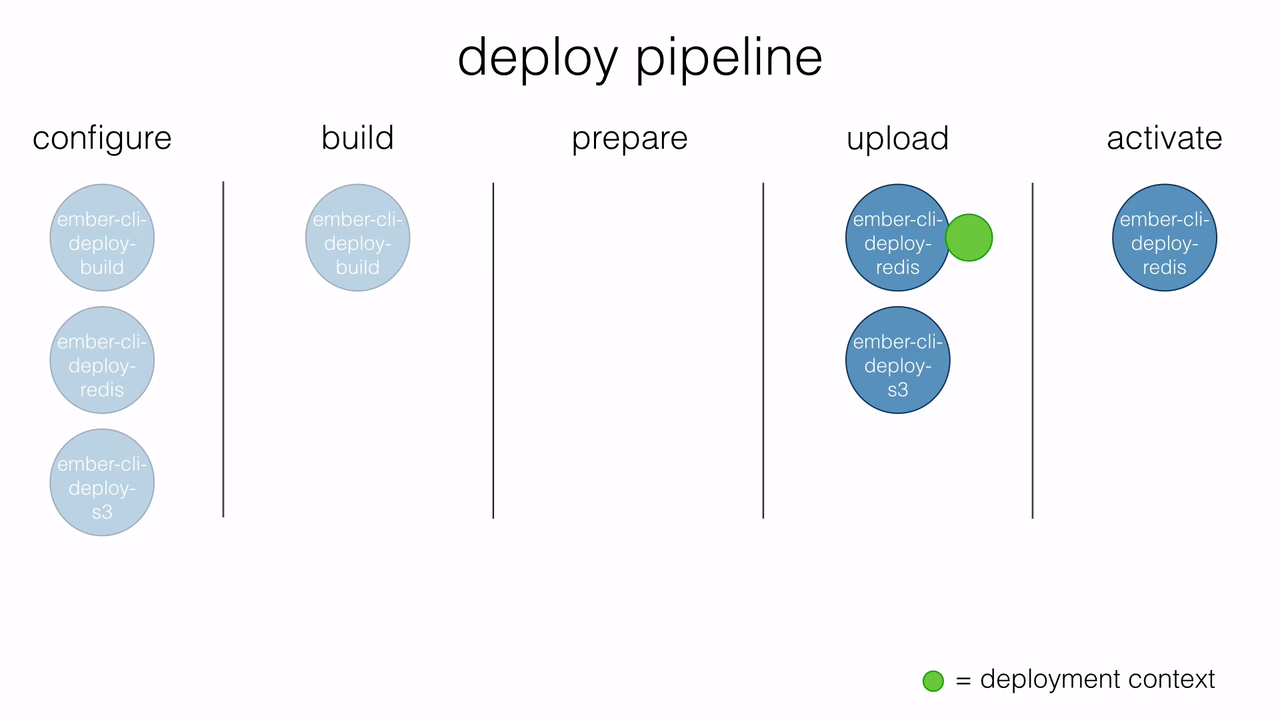 deploy pipeline
configure
build
prepare
upload
activate
ember-cli-
deploy-
build
ember-cli-
deploy-
redis
ember-cli-
deploy-
s3
ember-cli-
deploy-
build
ember-cli-
deploy-
redis
ember-cli-
deploy-
s3
ember-cli-
deploy-
redis
= deployment context